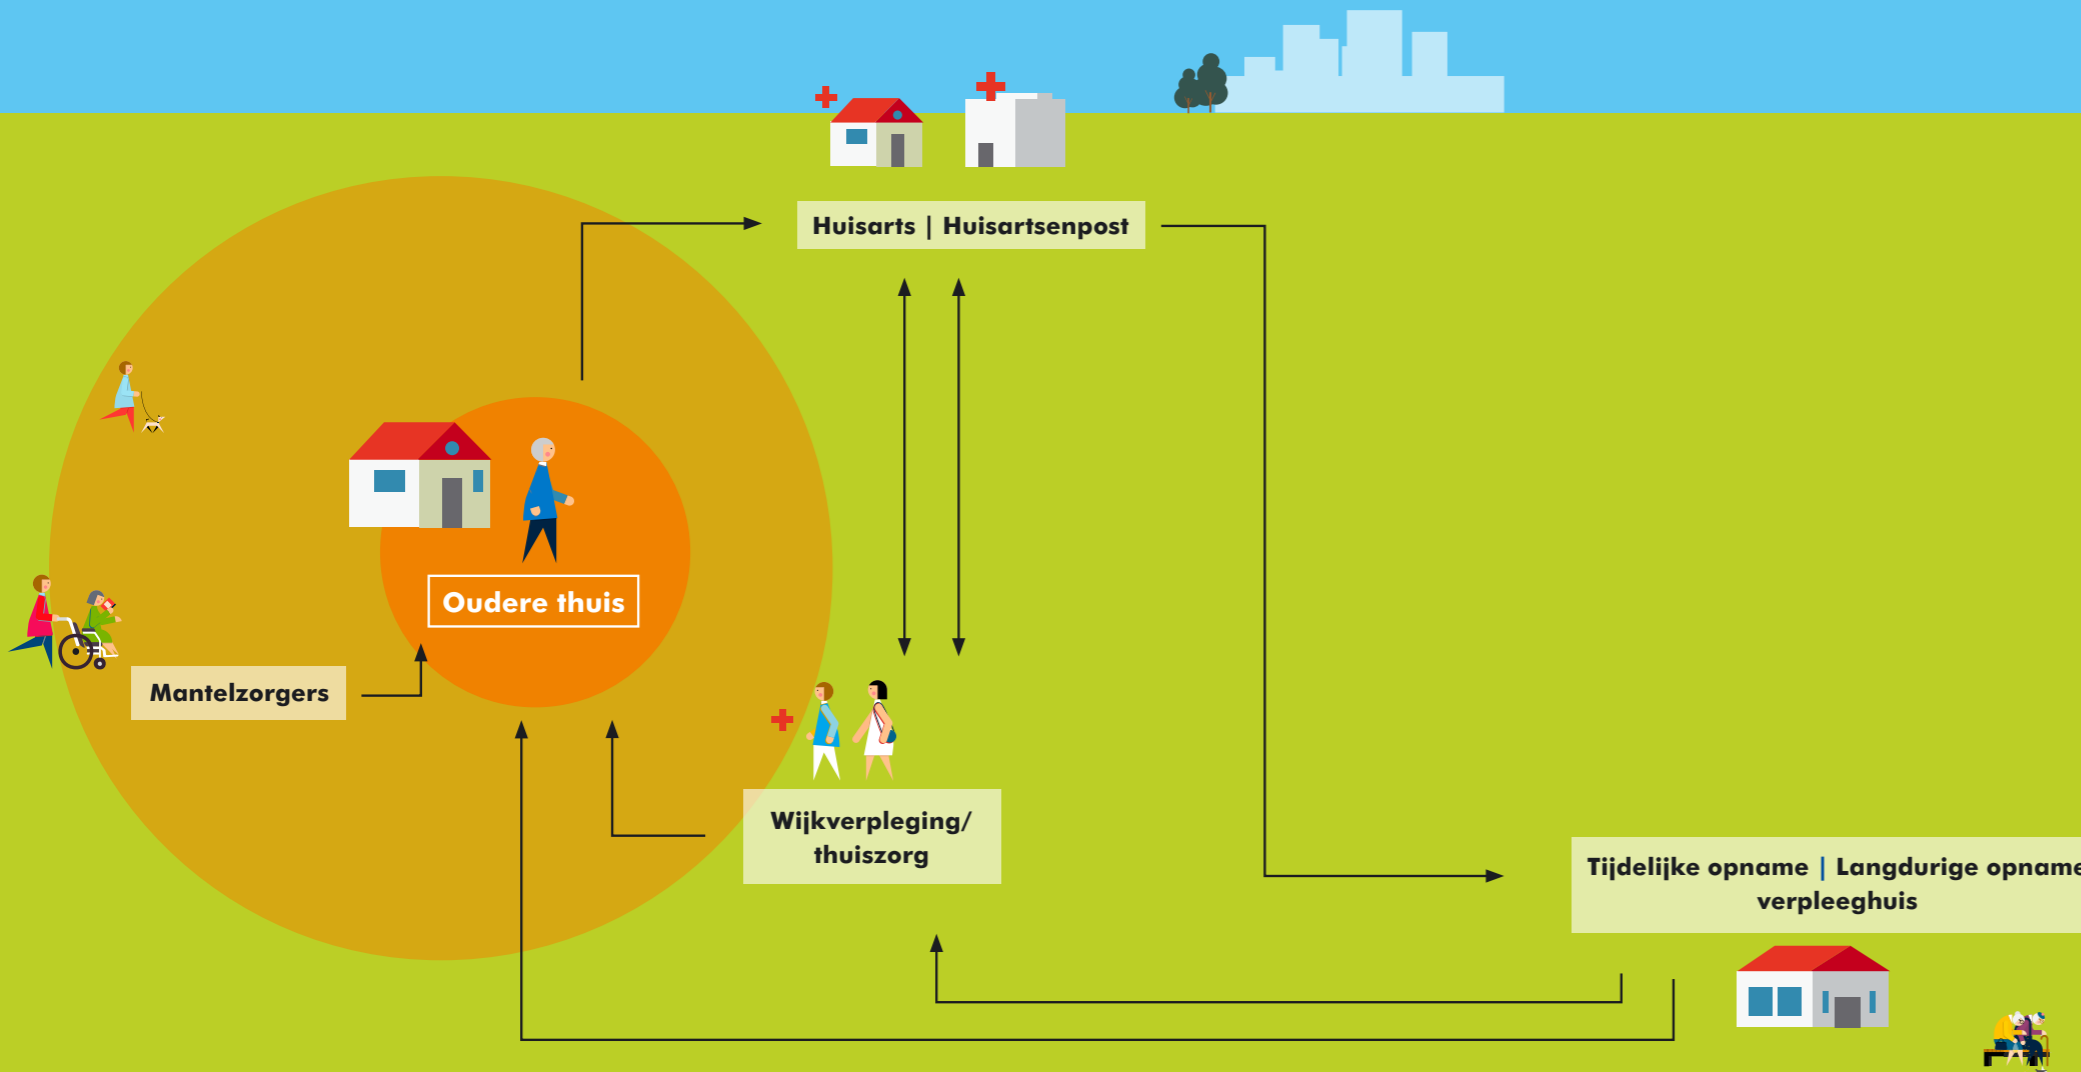 Huisarts | Huisartsenpost
Oudere thuis
Mantelzorgers
Wijkverpleging/
thuiszorg
Tijdelijke opname | Langdurige opname
verpleeghuis